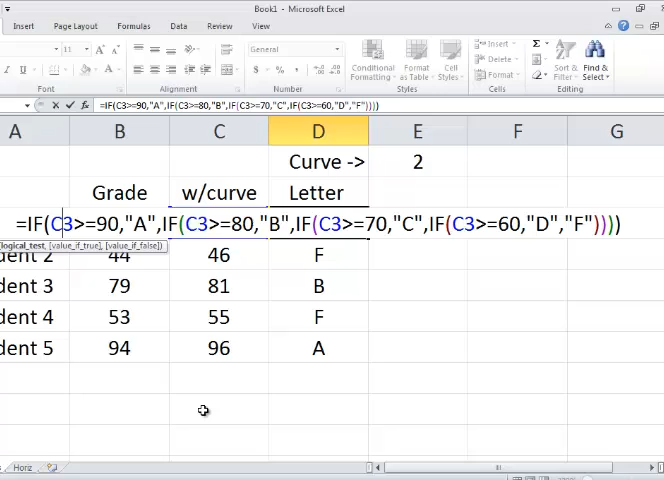 Book1 - Microsoft Excel
Insert Page Layout Formulas Data Review View
11 A A General Insert Σ
I U A $ % , Conditional Formatting Format as Table Cell Styles Delete Format Sort & Filter Find & Select
Font Alignment Number Styles Cells Editing
fx =IF(C3>=90,"A",IF(C3>=80,"B",IF(C3>=70,"C",IF(C3>=60,"D","F"))))
A B C D E F G
Curve -> 2
Grade w/curve Letter
=IF(C3>=90,"A",IF(C3>=80,"B",IF(C3>=70,"C",IF(C3>=60,"D","F"))))
logical_test, [value_if_true], [value_if_false])
dent 2 44 46 F
dent 3 79 81 B
dent 4 53 55 F
dent 5 94 96 A
Horiz